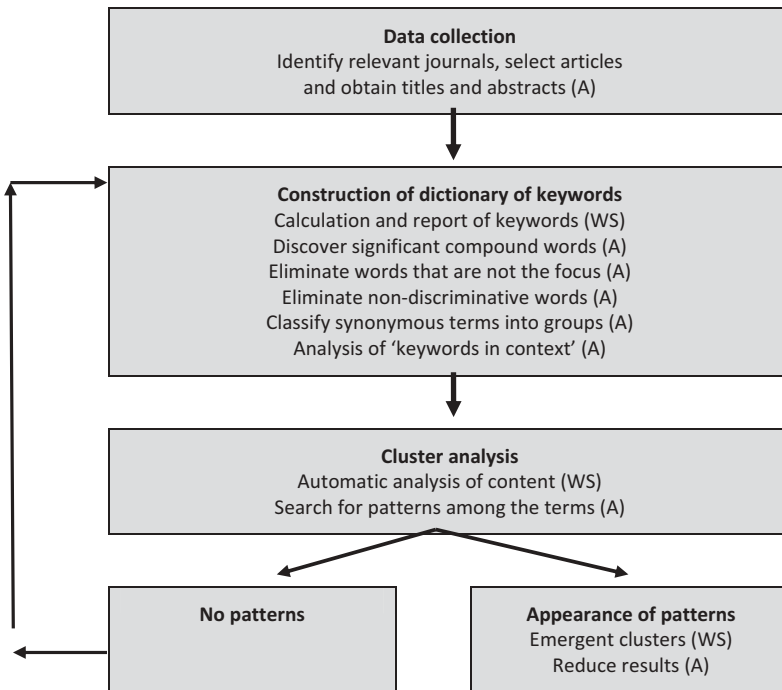 Data collection
Identify relevant journals, select articles
and obtain titles and abstracts (A)
Construction of dictionary of keywords
Calculation and report of keywords (WS)
Discover significant compound words (A)
Eliminate words that are not the focus (A)
Eliminate non-discriminative words (A)
Classify synonymous terms into groups (A)
Analysis of ‘keywords in context’ (A)
Cluster analysis
Automatic analysis of content (WS)
Search for patterns among the terms (A)
No patterns
Appearance of patterns
Emergent clusters (WS)
Reduce results (A)